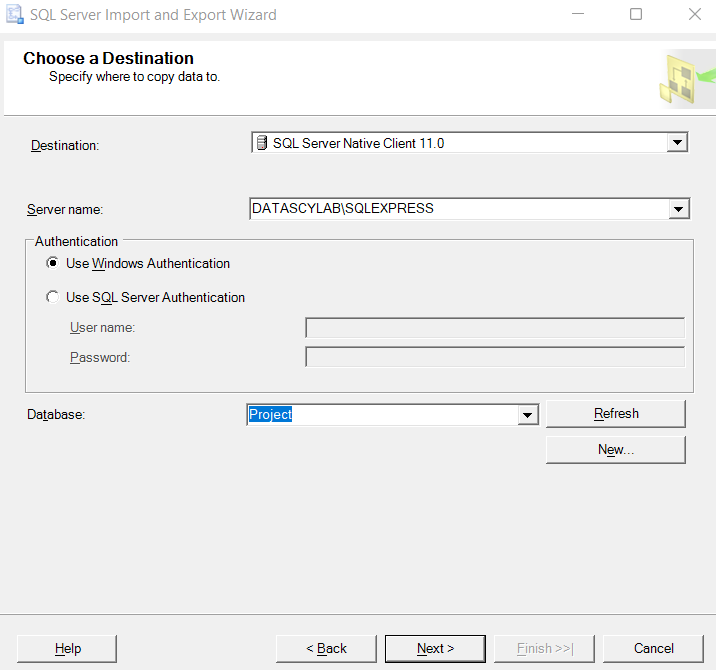 SQL Server Import and Export Wizard
Choose a Destination
Specify where to copy data to.
Destination: SQL Server Native Client 11.0
Server name: DATASCYLAB\SQLEXPRESS
Authentication
Use Windows Authentication
Use SQL Server Authentication
User name:
Password:
Database: Project Refresh
New...
Help < Back Next > Finish >>| Cancel